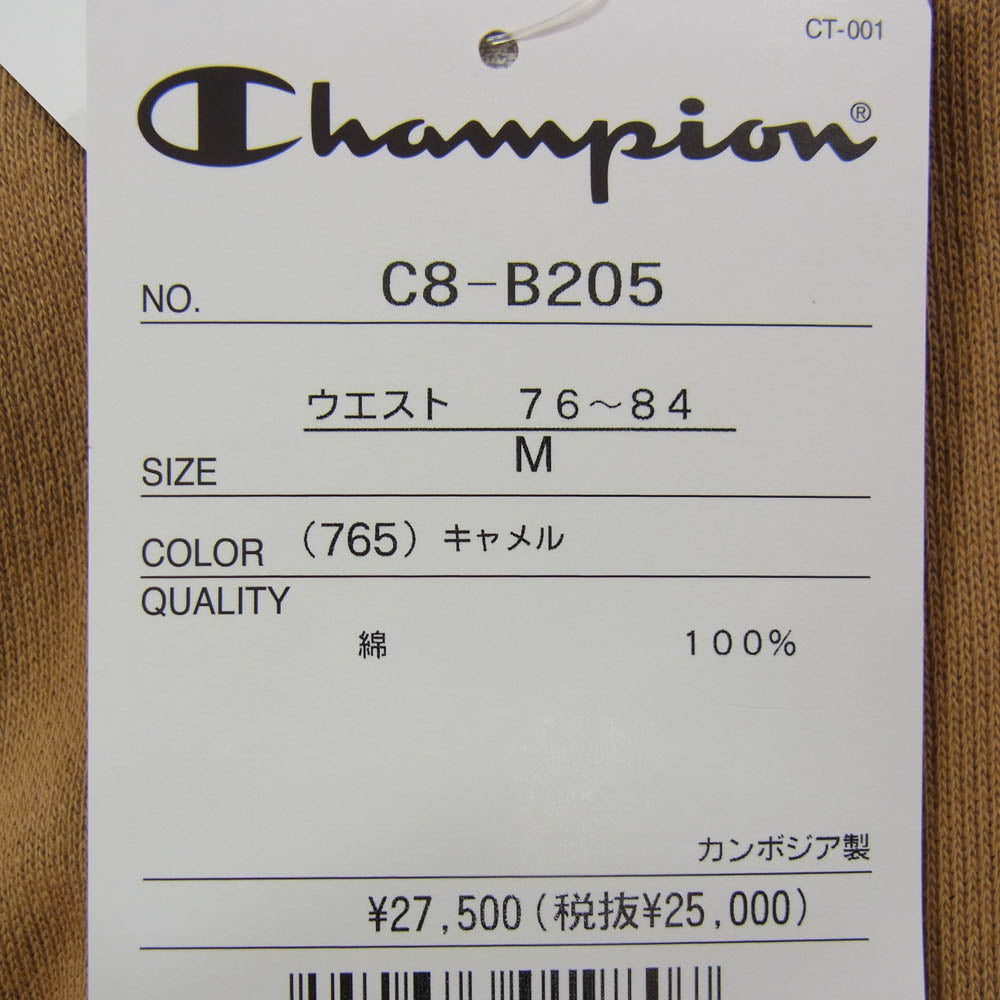 CT-001
Champion®
NO. C8-B205
ウエスト 76～84
SIZE M
COLOR (765) キャメル
QUALITY
綿 100%
カンボジア製
¥27,500(税抜¥25,000)